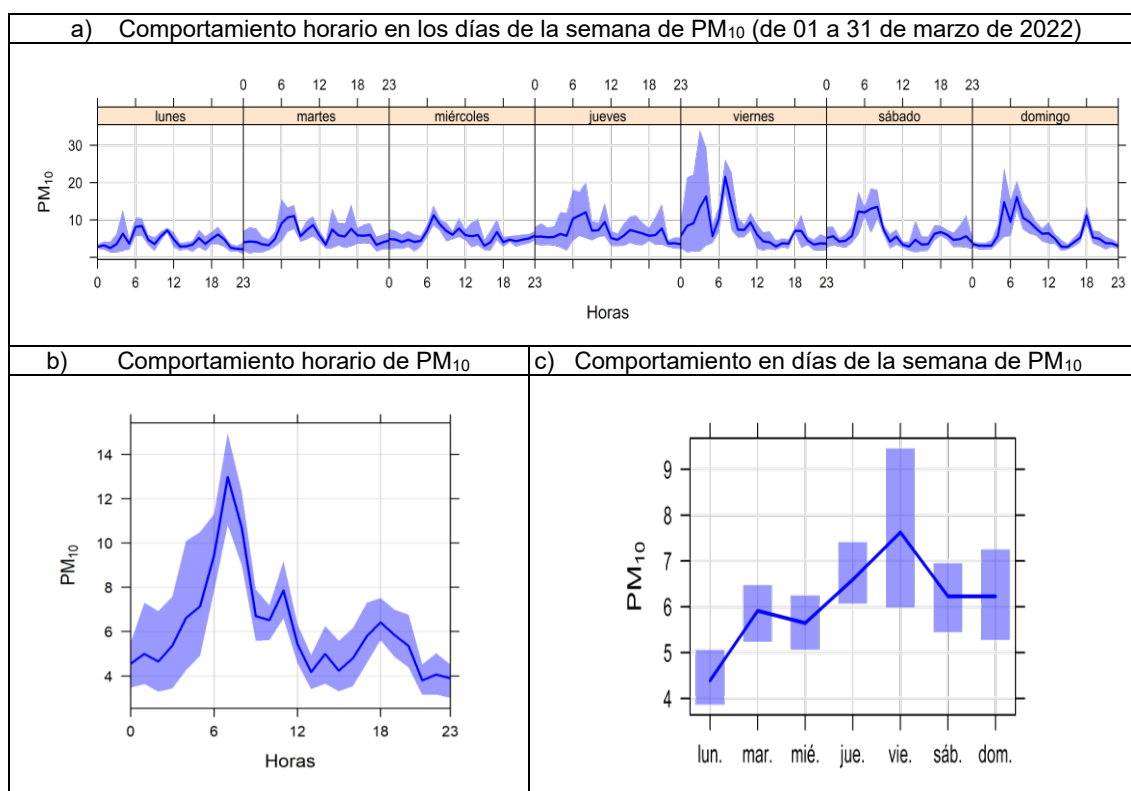 a) Comportamiento horario en los días de la semana de PM₁₀ (de 01 a 31 de marzo de 2022)
0 6 12 18 23 0 6 12 18 23 0 6 12 18 23
lunes martes miércoles jueves viernes sábado domingo
30
20
10
PM₁₀
0 6 12 18 23 0 6 12 18 23 0 6 12 18 23 0 6 12 18 23
Horas
b) Comportamiento horario de PM₁₀
14
12
10
8
6
4
PM₁₀
0 6 12 18 23
Horas
c) Comportamiento en días de la semana de PM₁₀
9
8
7
6
5
4
PM₁₀
lun. mar. mié. jue. vie. sáb. dom.